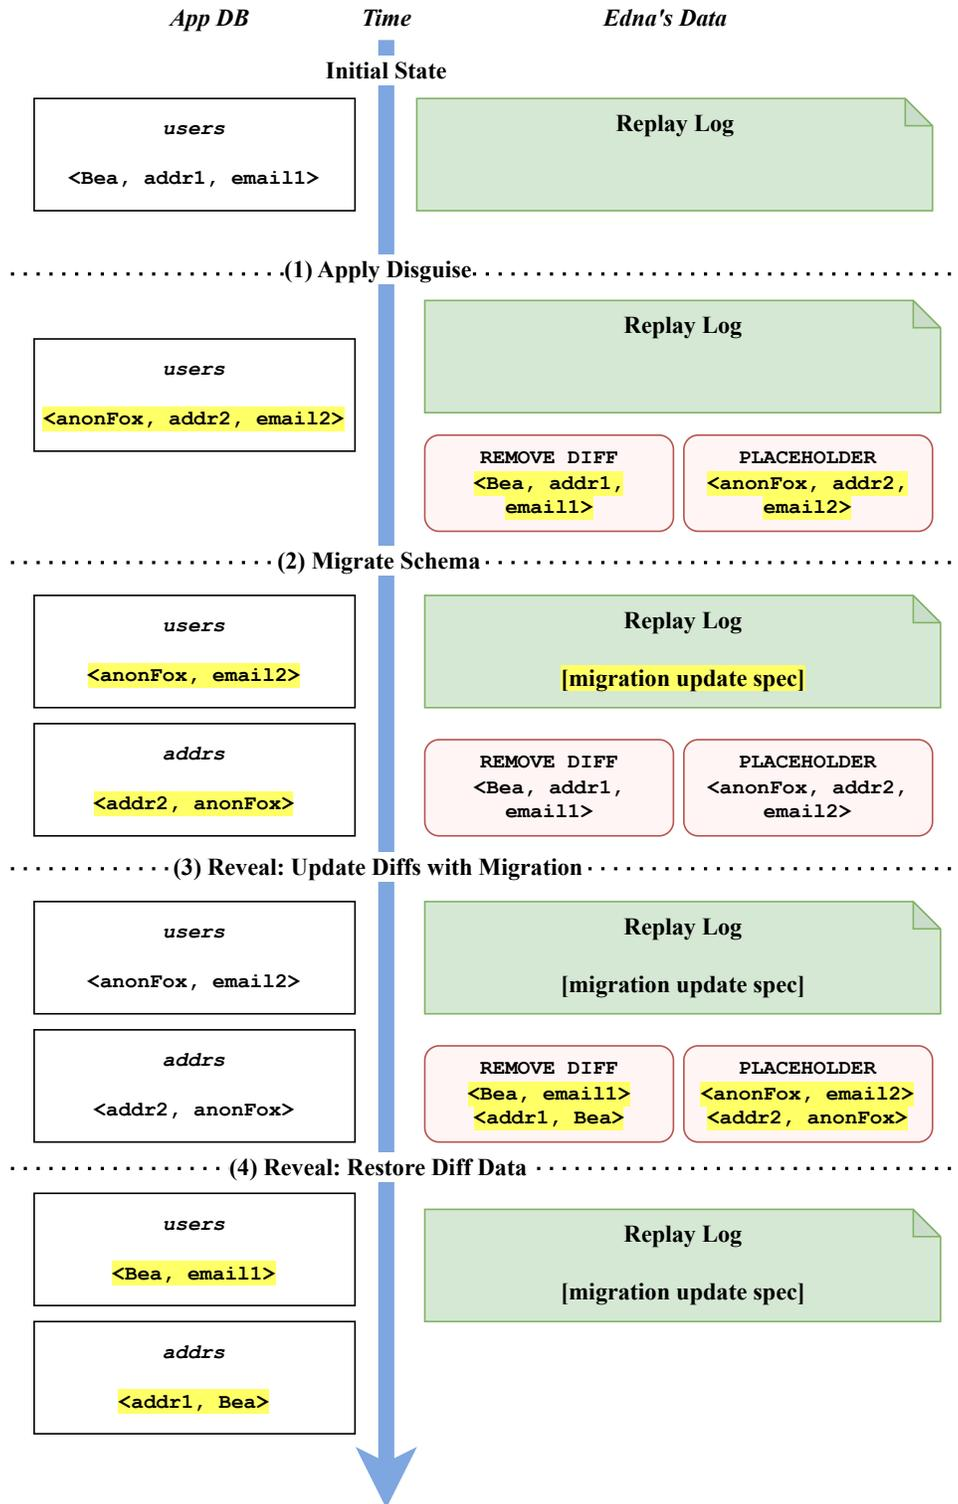 App DB
Time
Edna's Data
Initial State
users
<Bea, addr1, email1>
Replay Log
(1) Apply Disguise
users
<anonFox, addr2, email2>
Replay Log
REMOVE DIFF
<Bea, addr1,
email1>
PLACEHOLDER
<anonFox, addr2,
email2>
(2) Migrate Schema
users
<anonFox, email2>
addrs
<addr2, anonFox>
Replay Log
[migration update spec]
REMOVE DIFF
<Bea, addr1,
email1>
PLACEHOLDER
<anonFox, addr2,
email2>
(3) Reveal: Update Diffs with Migration
users
<anonFox, email2>
addrs
<addr2, anonFox>
Replay Log
[migration update spec]
REMOVE DIFF
<Bea, email1>
<addr1, Bea>
PLACEHOLDER
<anonFox, email2>
<addr2, anonFox>
(4) Reveal: Restore Diff Data
users
<Bea, email1>
addrs
<addr1, Bea>
Replay Log
[migration update spec]